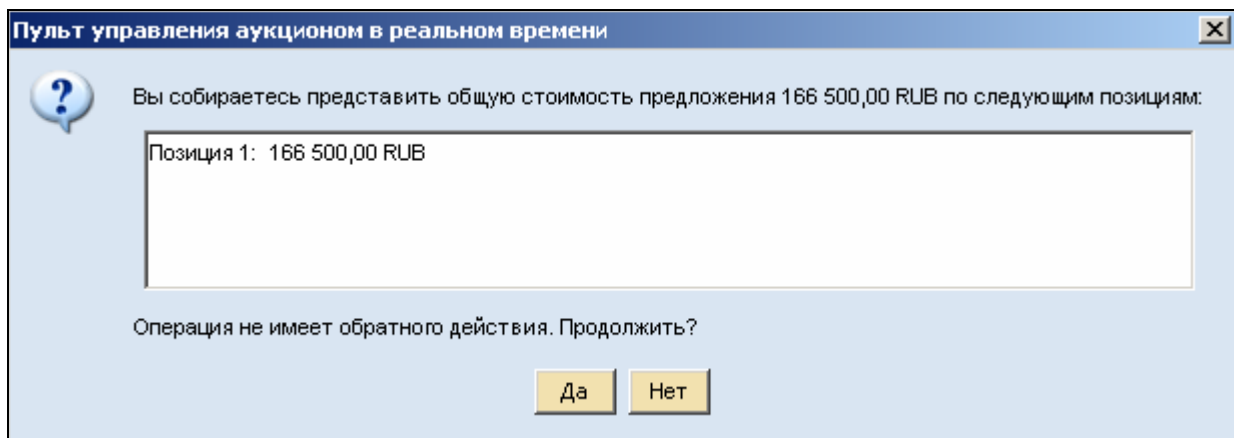 Пульт управления аукционом в реальном времени
Вы собираетесь представить общую стоимость предложения 166 500,00 RUB по следующим позициям:
Позиция 1: 166 500,00 RUB
Операция не имеет обратного действия. Продолжить?
Да Нет